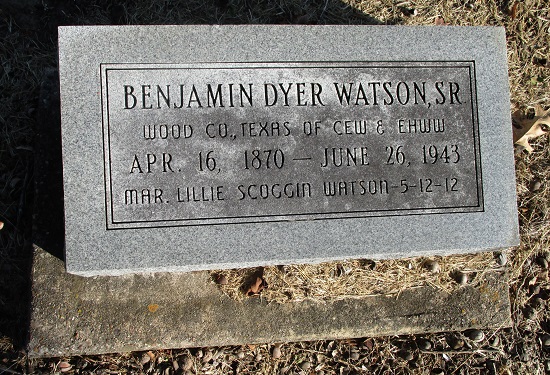 BENJAMIN DYER WATSON, SR.
WOOD CO., TEXAS OF CEW & EHWW
APR. 16, 1870 — JUNE 26, 1943
MAR. LILLIE SCOGGIN WATSON-5-12-12